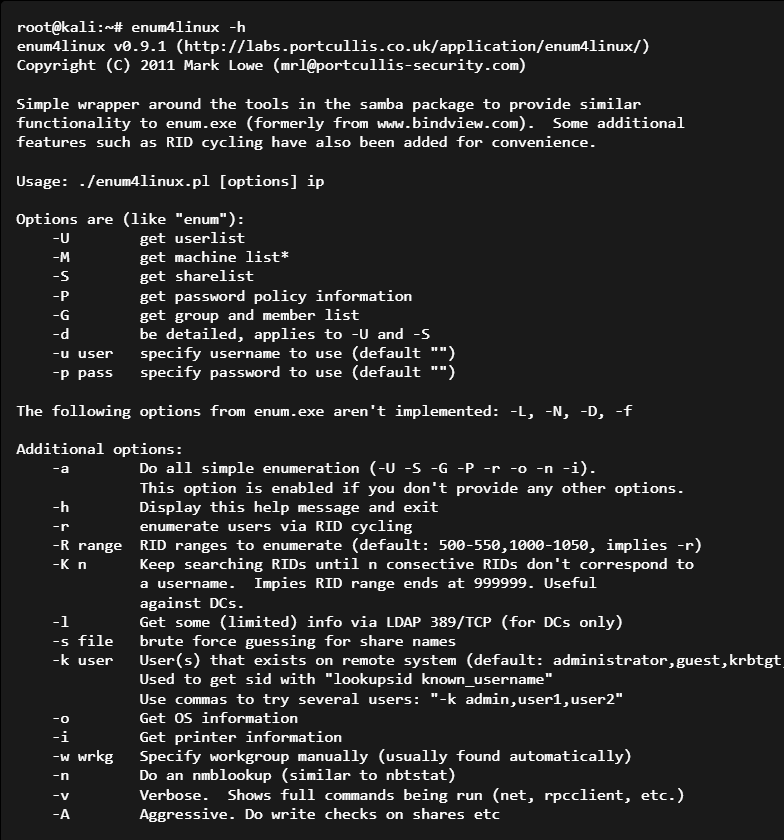 root@kali:~# enum4linux -h
enum4linux v0.9.1 (http://labs.portcullis.co.uk/application/enum4linux/)
Copyright (C) 2011 Mark Lowe (mrl@portcullis-security.com)

Simple wrapper around the tools in the samba package to provide similar
functionality to enum.exe (formerly from www.bindview.com).  Some additional
features such as RID cycling have also been added for convenience.

Usage: ./enum4linux.pl [options] ip

Options are (like "enum"):
    -U        get userlist
    -M        get machine list*
    -S        get sharelist
    -P        get password policy information
    -G        get group and member list
    -d        be detailed, applies to -U and -S
    -u user   specify username to use (default "")
    -p pass   specify password to use (default "")

The following options from enum.exe aren't implemented: -L, -N, -D, -f

Additional options:
    -a        Do all simple enumeration (-U -S -G -P -r -o -n -i).
              This option is enabled if you don't provide any other options.
    -h        Display this help message and exit
    -r        enumerate users via RID cycling
    -R range  RID ranges to enumerate (default: 500-550,1000-1050, implies -r)
    -K n      Keep searching RIDs until n consective RIDs don't correspond to
              a username.  Impies RID range ends at 999999. Useful
              against DCs.
    -l        Get some (limited) info via LDAP 389/TCP (for DCs only)
    -s file   brute force guessing for share names
    -k user   User(s) that exists on remote system (default: administrator,guest,krbtgt,
              Used to get sid with "lookupsid known_username"
              Use commas to try several users: "-k admin,user1,user2"
    -o        Get OS information
    -i        Get printer information
    -w wrkg   Specify workgroup manually (usually found automatically)
    -n        Do an nmblookup (similar to nbtstat)
    -v        Verbose.  Shows full commands being run (net, rpcclient, etc.)
    -A        Aggressive. Do write checks on shares etc